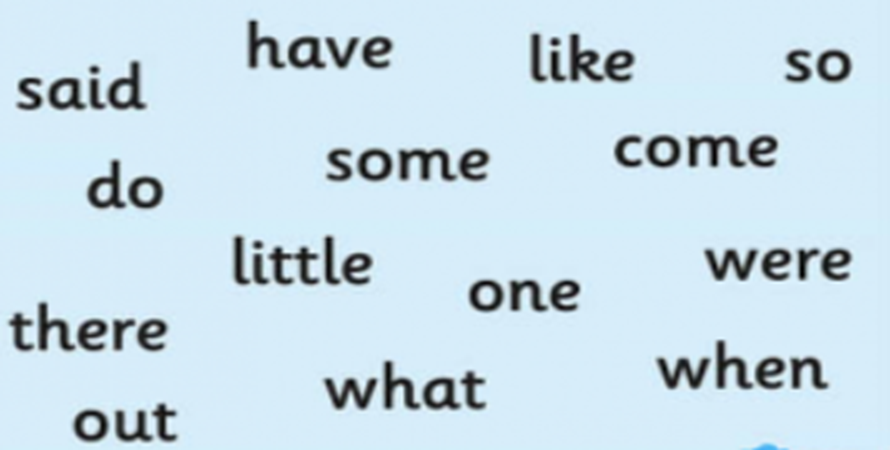 said have like so
do some come
little one were
there what when
out